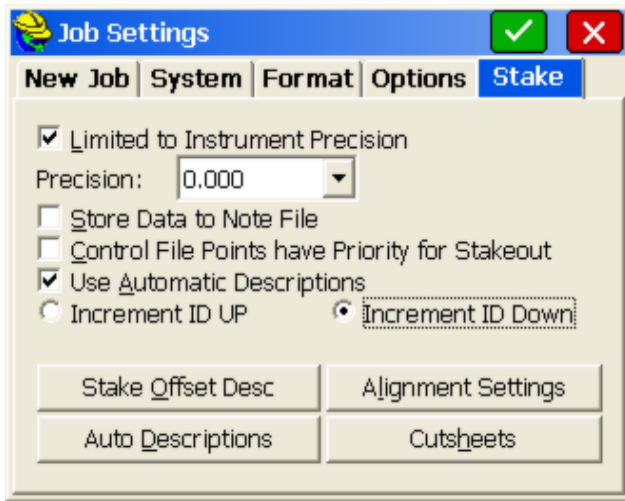 Job Settings
New Job System Format Options Stake
Limited to Instrument Precision
Precision: 0.000
Store Data to Note File
Control File Points have Priority for Stakeout
Use Automatic Descriptions
Increment ID UP Increment ID Down
Stake Offset Desc Alignment Settings
Auto Descriptions Cutsheets